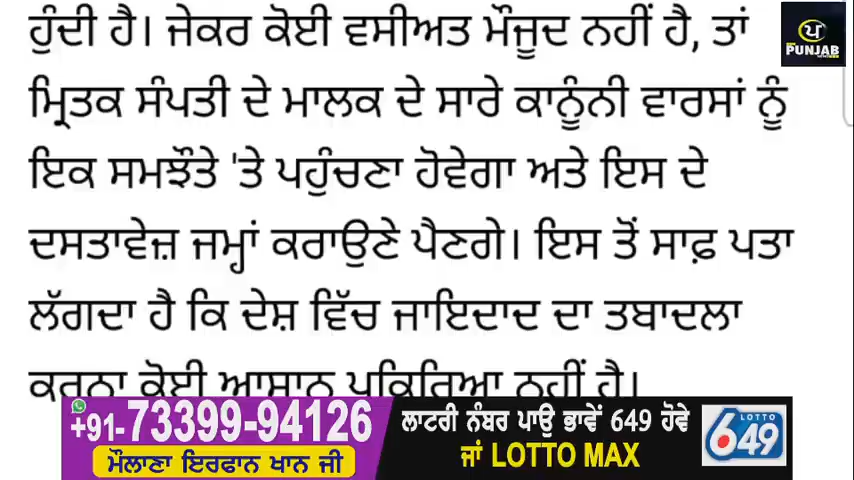 ਹੁੰਦੀ ਹੈ। ਜੇਕਰ ਕੋਈ ਵਸੀਅਤ ਮੌਜੂਦ ਨਹੀਂ ਹੈ, ਤਾਂ
ਮ੍ਰਿਤਕ ਸੰਪਤੀ ਦੇ ਮਾਲਕ ਦੇ ਸਾਰੇ ਕਾਨੂੰਨੀ ਵਾਰਸਾਂ ਨੂੰ
ਇਕ ਸਮਝੌਤੇ 'ਤੇ ਪਹੁੰਚਣਾ ਹੋਵੇਗਾ ਅਤੇ ਇਸ ਦੇ
ਦਸਤਾਵੇਜ਼ ਜਮ੍ਹਾਂ ਕਰਾਉਣੇ ਪੈਣਗੇ। ਇਸ ਤੋਂ ਸਾਫ਼ ਪਤਾ
ਲੱਗਦਾ ਹੈ ਕਿ ਦੇਸ਼ ਵਿੱਚ ਜਾਇਦਾਦ ਦਾ ਤਬਾਦਲਾ
ਕਰਨਾ ਕੋਈ ਆਸਾਨ ਪ੍ਰਕਿਰਿਆ ਨਹੀਂ ਹੈ।
ਪ
PUNJAB
+91-73399-94126
ਮੌਲਾਣਾ ਇਰਫਾਨ ਖਾਨ ਜੀ
ਲਾਟਰੀ ਨੰਬਰ ਪਾਉ ਭਾਵੇਂ 649 ਹੋਵੇ
ਜਾਂ LOTTO MAX
LOTTO
649